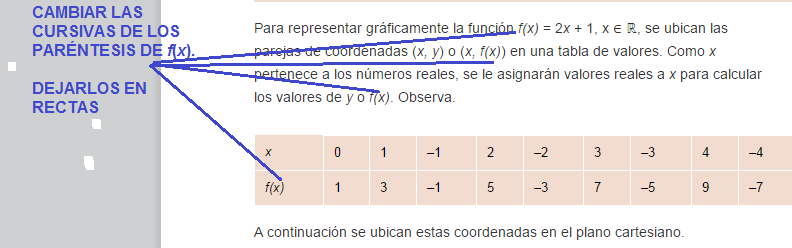 CAMBIAR LAS
CURSIVAS DE LOS
PARÉNTESIS DE f(x).
DEJARLOS EN
RECTAS
Para representar gráficamente la función f(x) = 2x + 1, x ∈ ℝ, se ubican las
parejas de coordenadas (x, y) o (x, f(x)) en una tabla de valores. Como x
pertenece a los números reales, se le asignarán valores reales a x para calcular
los valores de y o f(x). Observa.
x 0 1 –1 2 –2 3 –3 4 –4
f(x) 1 3 –1 5 –3 7 –5 9 –7
A continuación se ubican estas coordenadas en el plano cartesiano.